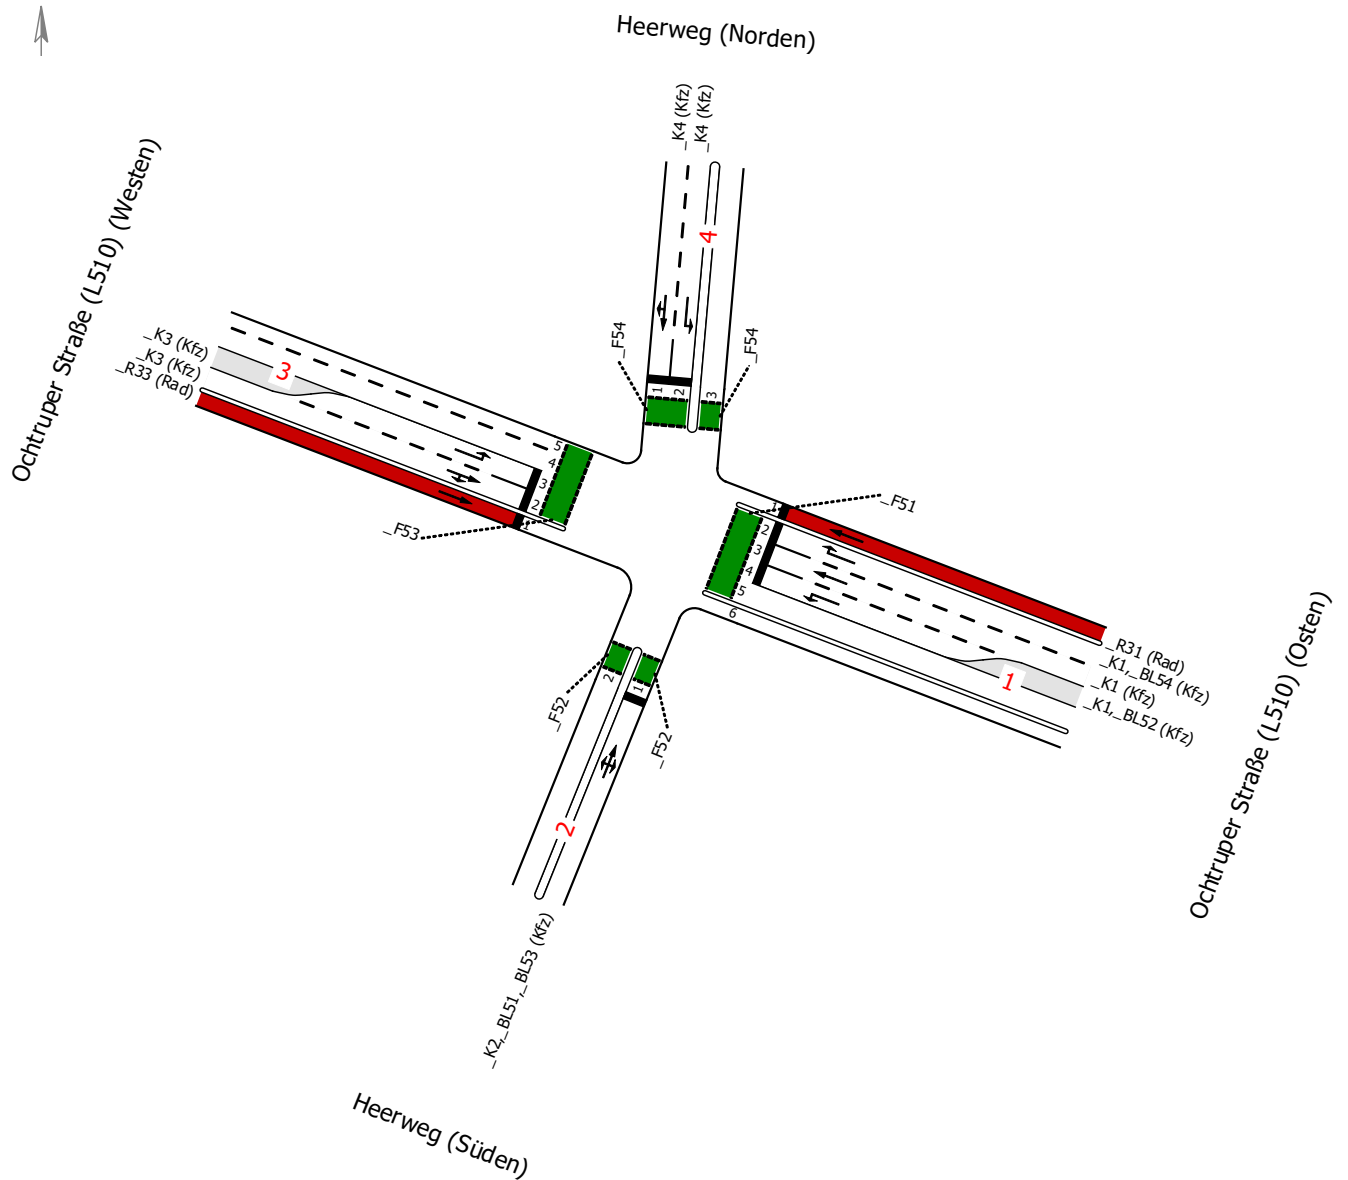 Heerweg (Norden)
_K4 (Kfz)
_K4 (Kfz)
4
_F54
_F54
1
2
3
Ochtruper Straße (L510) (Westen)
_K3 (Kfz)
_K3 (Kfz)
_R33 (Rad)
3
5
4
3
2
1
_F53
_F51
1
2
3
4
5
6
_R31 (Rad)
_K1,_BL54 (Kfz)
_K1 (Kfz)
_K1,_BL52 (Kfz)
1
Ochtruper Straße (L510) (Osten)
2
1
_F52
_F52
2
_K2,_BL51,_BL53 (Kfz)
Heerweg (Süden)